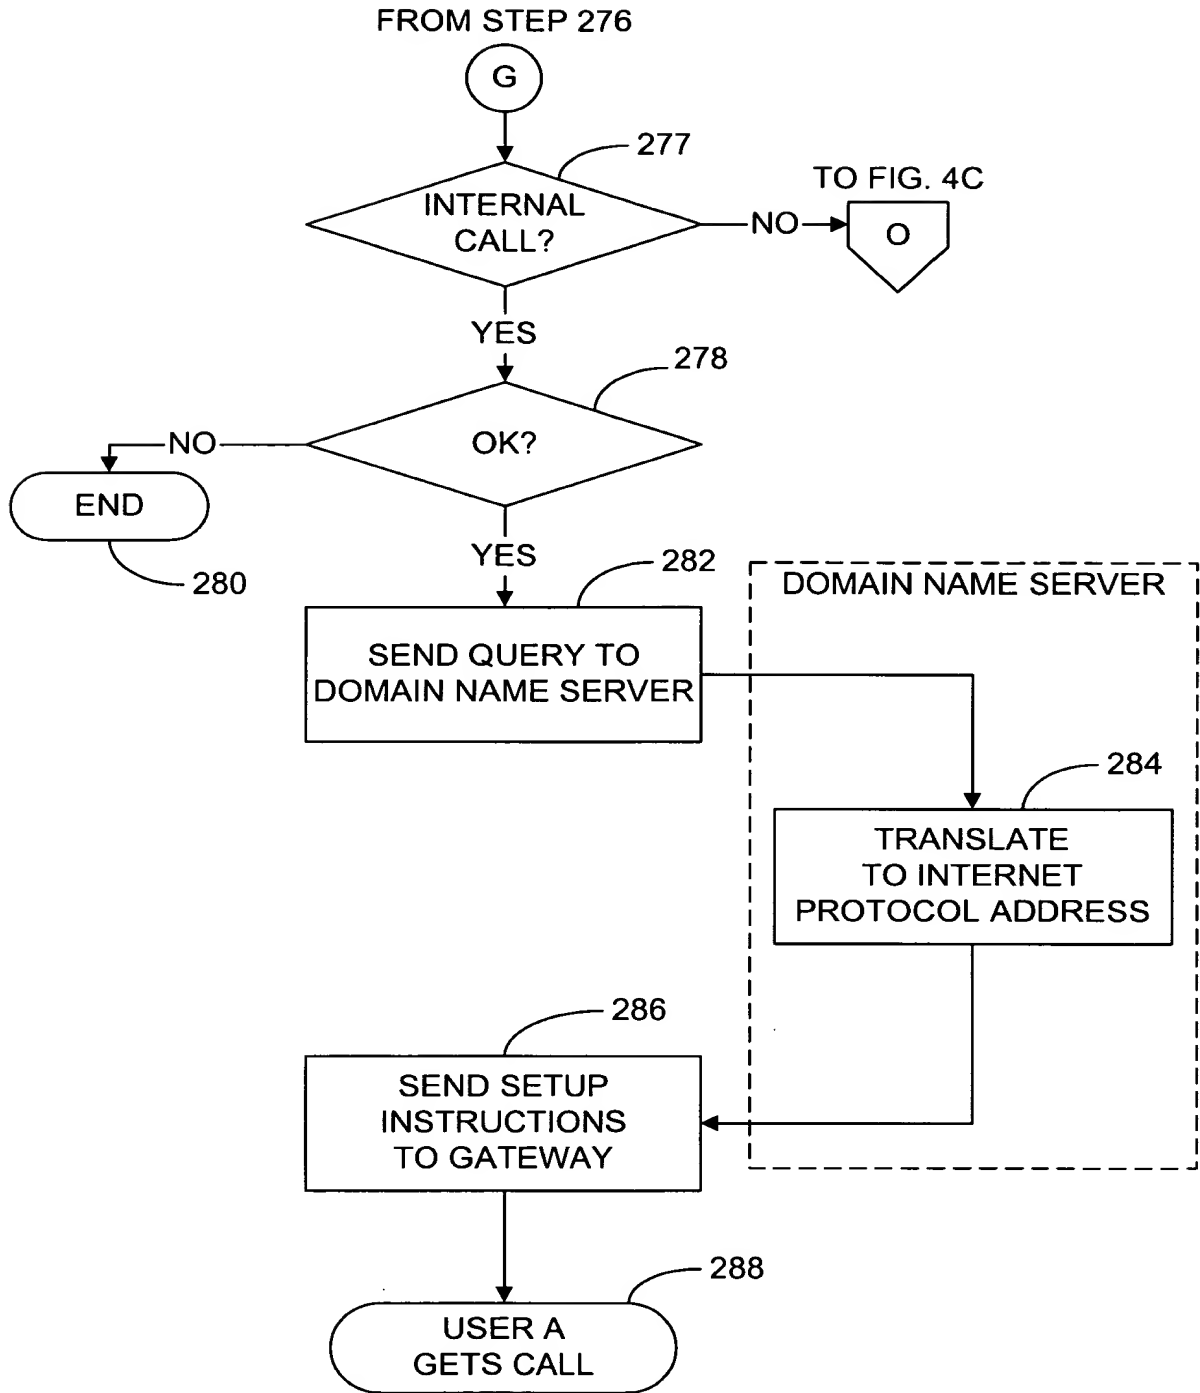 FROM STEP 276
G
277
INTERNAL
CALL?
NO
TO FIG. 4C
O
YES
278
OK?
NO
END
280
YES
282
SEND QUERY TO
DOMAIN NAME SERVER
DOMAIN NAME SERVER
284
TRANSLATE
TO INTERNET
PROTOCOL ADDRESS
286
SEND SETUP
INSTRUCTIONS
TO GATEWAY
288
USER A
GETS CALL